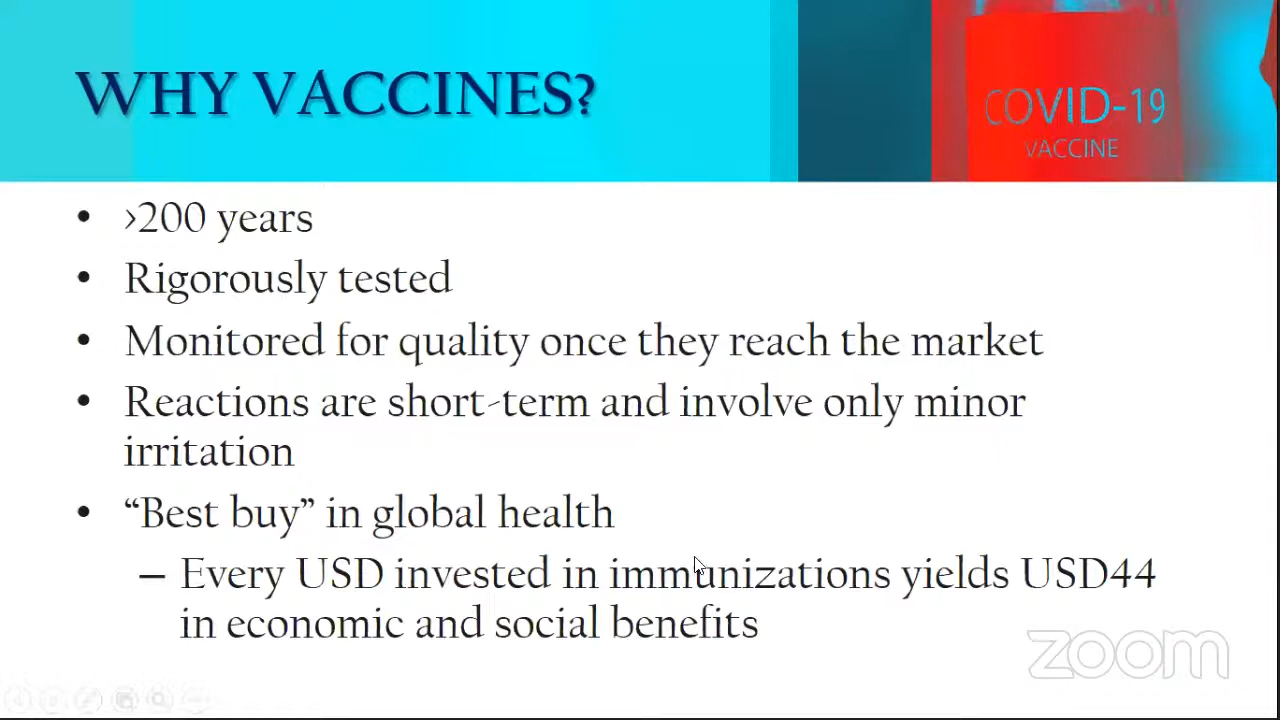 WHY VACCINES?
COVID-19
VACCINE
• >200 years
• Rigorously tested
• Monitored for quality once they reach the market
• Reactions are short-term and involve only minor
irritation
• “Best buy” in global health
– Every USD invested in immunizations yields USD44
in economic and social benefits
zoom